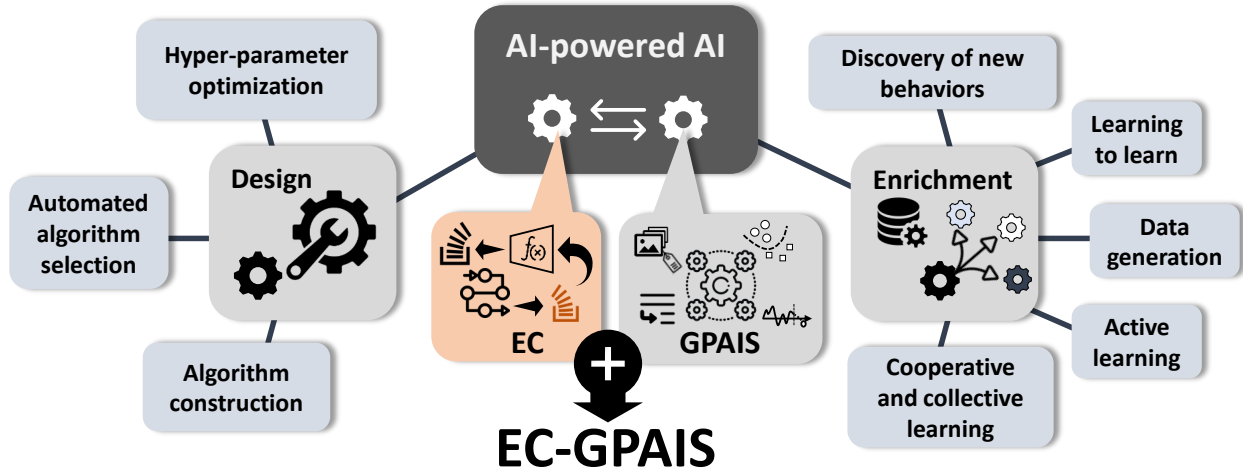 AI-powered AI
Hyper-parameter
optimization
Design
Automated
algorithm
selection
Algorithm
construction
f(x)
EC
C
GPAIS
+
EC-GPAIS
Discovery of new
behaviors
Learning
to learn
Enrichment
Data
generation
Active
learning
Cooperative
and collective
learning